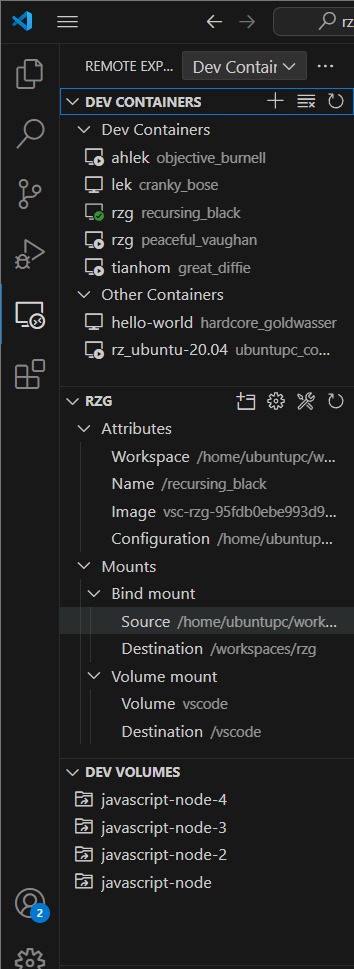 rz
REMOTE EXP... Dev Contain
DEV CONTAINERS
Dev Containers
ahlek objective_burnell
lek cranky_bose
rzg recursing_black
rzg peaceful_vaughan
tianhom great_diffie
Other Containers
hello-world hardcore_goldwasser
rz_ubuntu-20.04 ubuntupc_co...
RZG
Attributes
Workspace /home/ubuntupc/w...
Name /recursing_black
Image vsc-rzg-95fdb0ebe993d9...
Configuration /home/ubuntup...
Mounts
Bind mount
Source /home/ubuntupc/work...
Destination /workspaces/rzg
Volume mount
Volume vscode
Destination /vscode
DEV VOLUMES
javascript-node-4
javascript-node-3
javascript-node-2
javascript-node
2